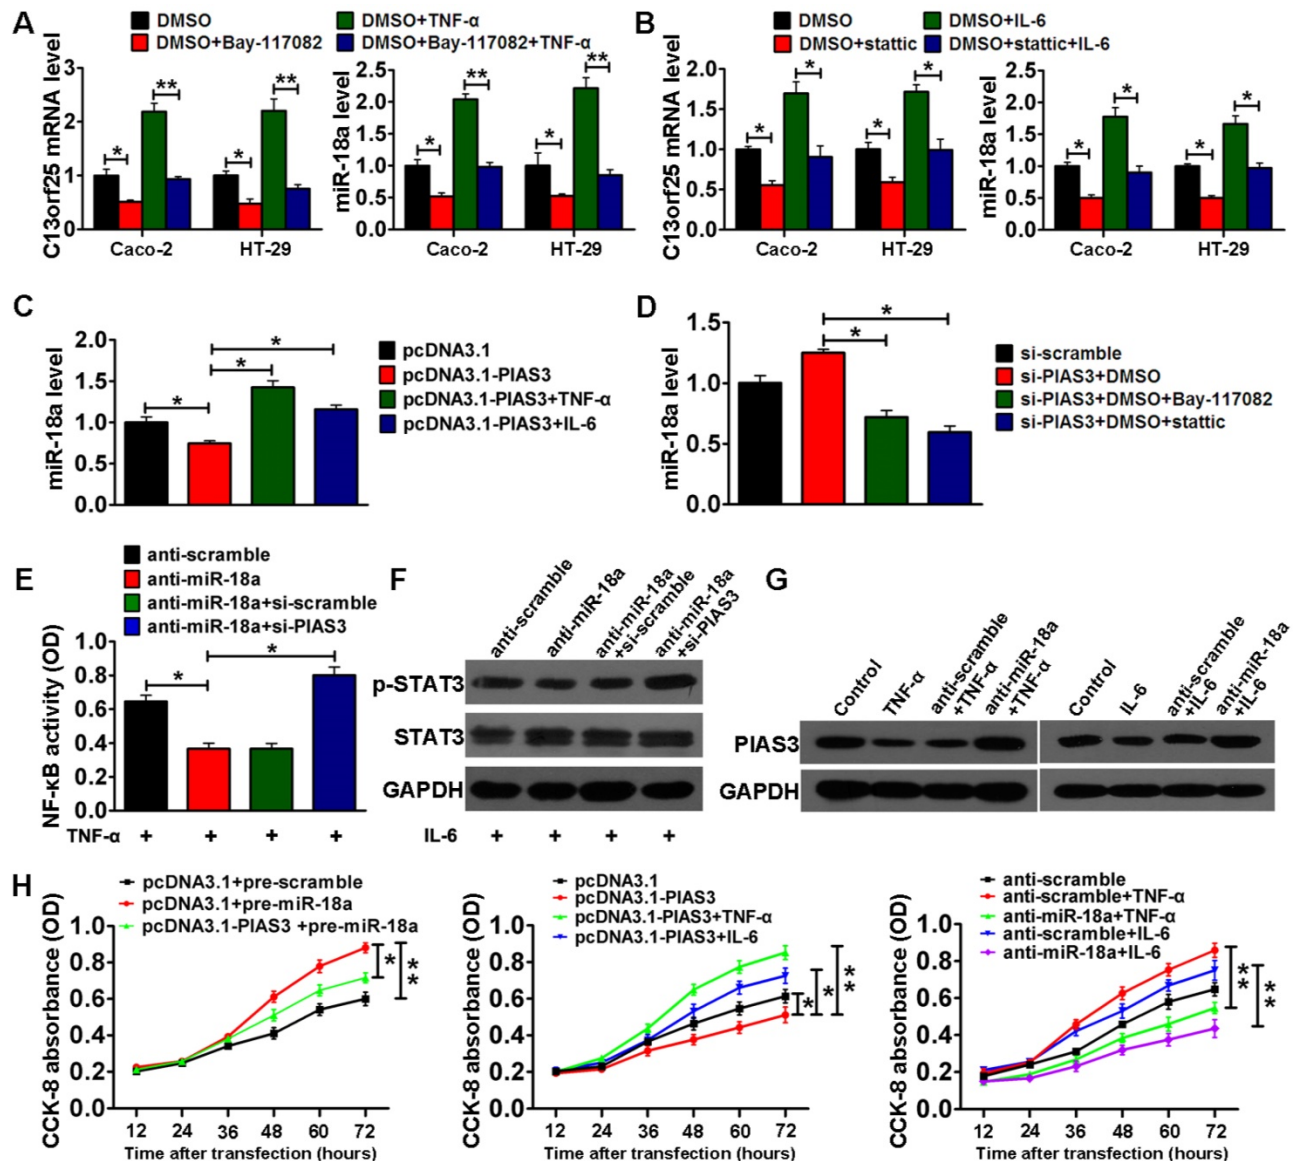 A
DMSO DMSO+TNF-α
DMSO+Bay-117082 DMSO+Bay-117082+TNF-α
C13orf25 mRNA level
3
2
1
0
* ** * **
Caco-2 HT-29
miR-18a level
2.5
2.0
1.5
1.0
0.5
0.0
* ** * **
Caco-2 HT-29
B
DMSO DMSO+IL-6
DMSO+stattic DMSO+stattic+IL-6
C13orf25 mRNA level
2.0
1.5
1.0
0.5
0.0
* * * *
Caco-2 HT-29
miR-18a level
2.5
2.0
1.5
1.0
0.5
0.0
* * * *
Caco-2 HT-29
C
miR-18a level
2.0
1.5
1.0
0.5
0.0
* * *
pcDNA3.1
pcDNA3.1-PIAS3
pcDNA3.1-PIAS3+TNF-α
pcDNA3.1-PIAS3+IL-6
D
miR-18a level
1.5
1.0
0.5
0.0
* *
si-scramble
si-PIAS3+DMSO
si-PIAS3+DMSO+Bay-117082
si-PIAS3+DMSO+stattic
E
anti-scramble
anti-miR-18a
anti-miR-18a+si-scramble
anti-miR-18a+si-PIAS3
NF-κB activity (OD)
1.0
0.8
0.6
0.4
0.2
0.0
* *
TNF-α + + + +
F
anti-scramble
anti-miR-18a
anti-miR-18a
+si-scramble
anti-miR-18a
+si-PIAS3
p-STAT3
STAT3
GAPDH
IL-6 + + + +
G
Control
TNF-α
anti-scramble
+TNF-α
anti-miR-18a
+TNF-α
Control
IL-6
anti-scramble
+IL-6
anti-miR-18a
+IL-6
PIAS3
GAPDH
H
pcDNA3.1+pre-scramble
pcDNA3.1+pre-miR-18a
pcDNA3.1-PIAS3 +pre-miR-18a
CCK-8 absorbance (OD)
1.0
0.8
0.6
0.4
0.2
0.0
* **
12 24 36 48 60 72
Time after transfection (hours)
pcDNA3.1
pcDNA3.1-PIAS3
pcDNA3.1-PIAS3+TNF-α
pcDNA3.1-PIAS3+IL-6
CCK-8 absorbance (OD)
1.0
0.8
0.6
0.4
0.2
0.0
* * **
12 24 36 48 60 72
Time after transfection (hours)
anti-scramble
anti-scramble+TNF-α
anti-miR-18a+TNF-α
anti-scramble+IL-6
anti-miR-18a+IL-6
CCK-8 absorbance (OD)
1.0
0.8
0.6
0.4
0.2
0.0
** **
12 24 36 48 60 72
Time after transfection (hours)